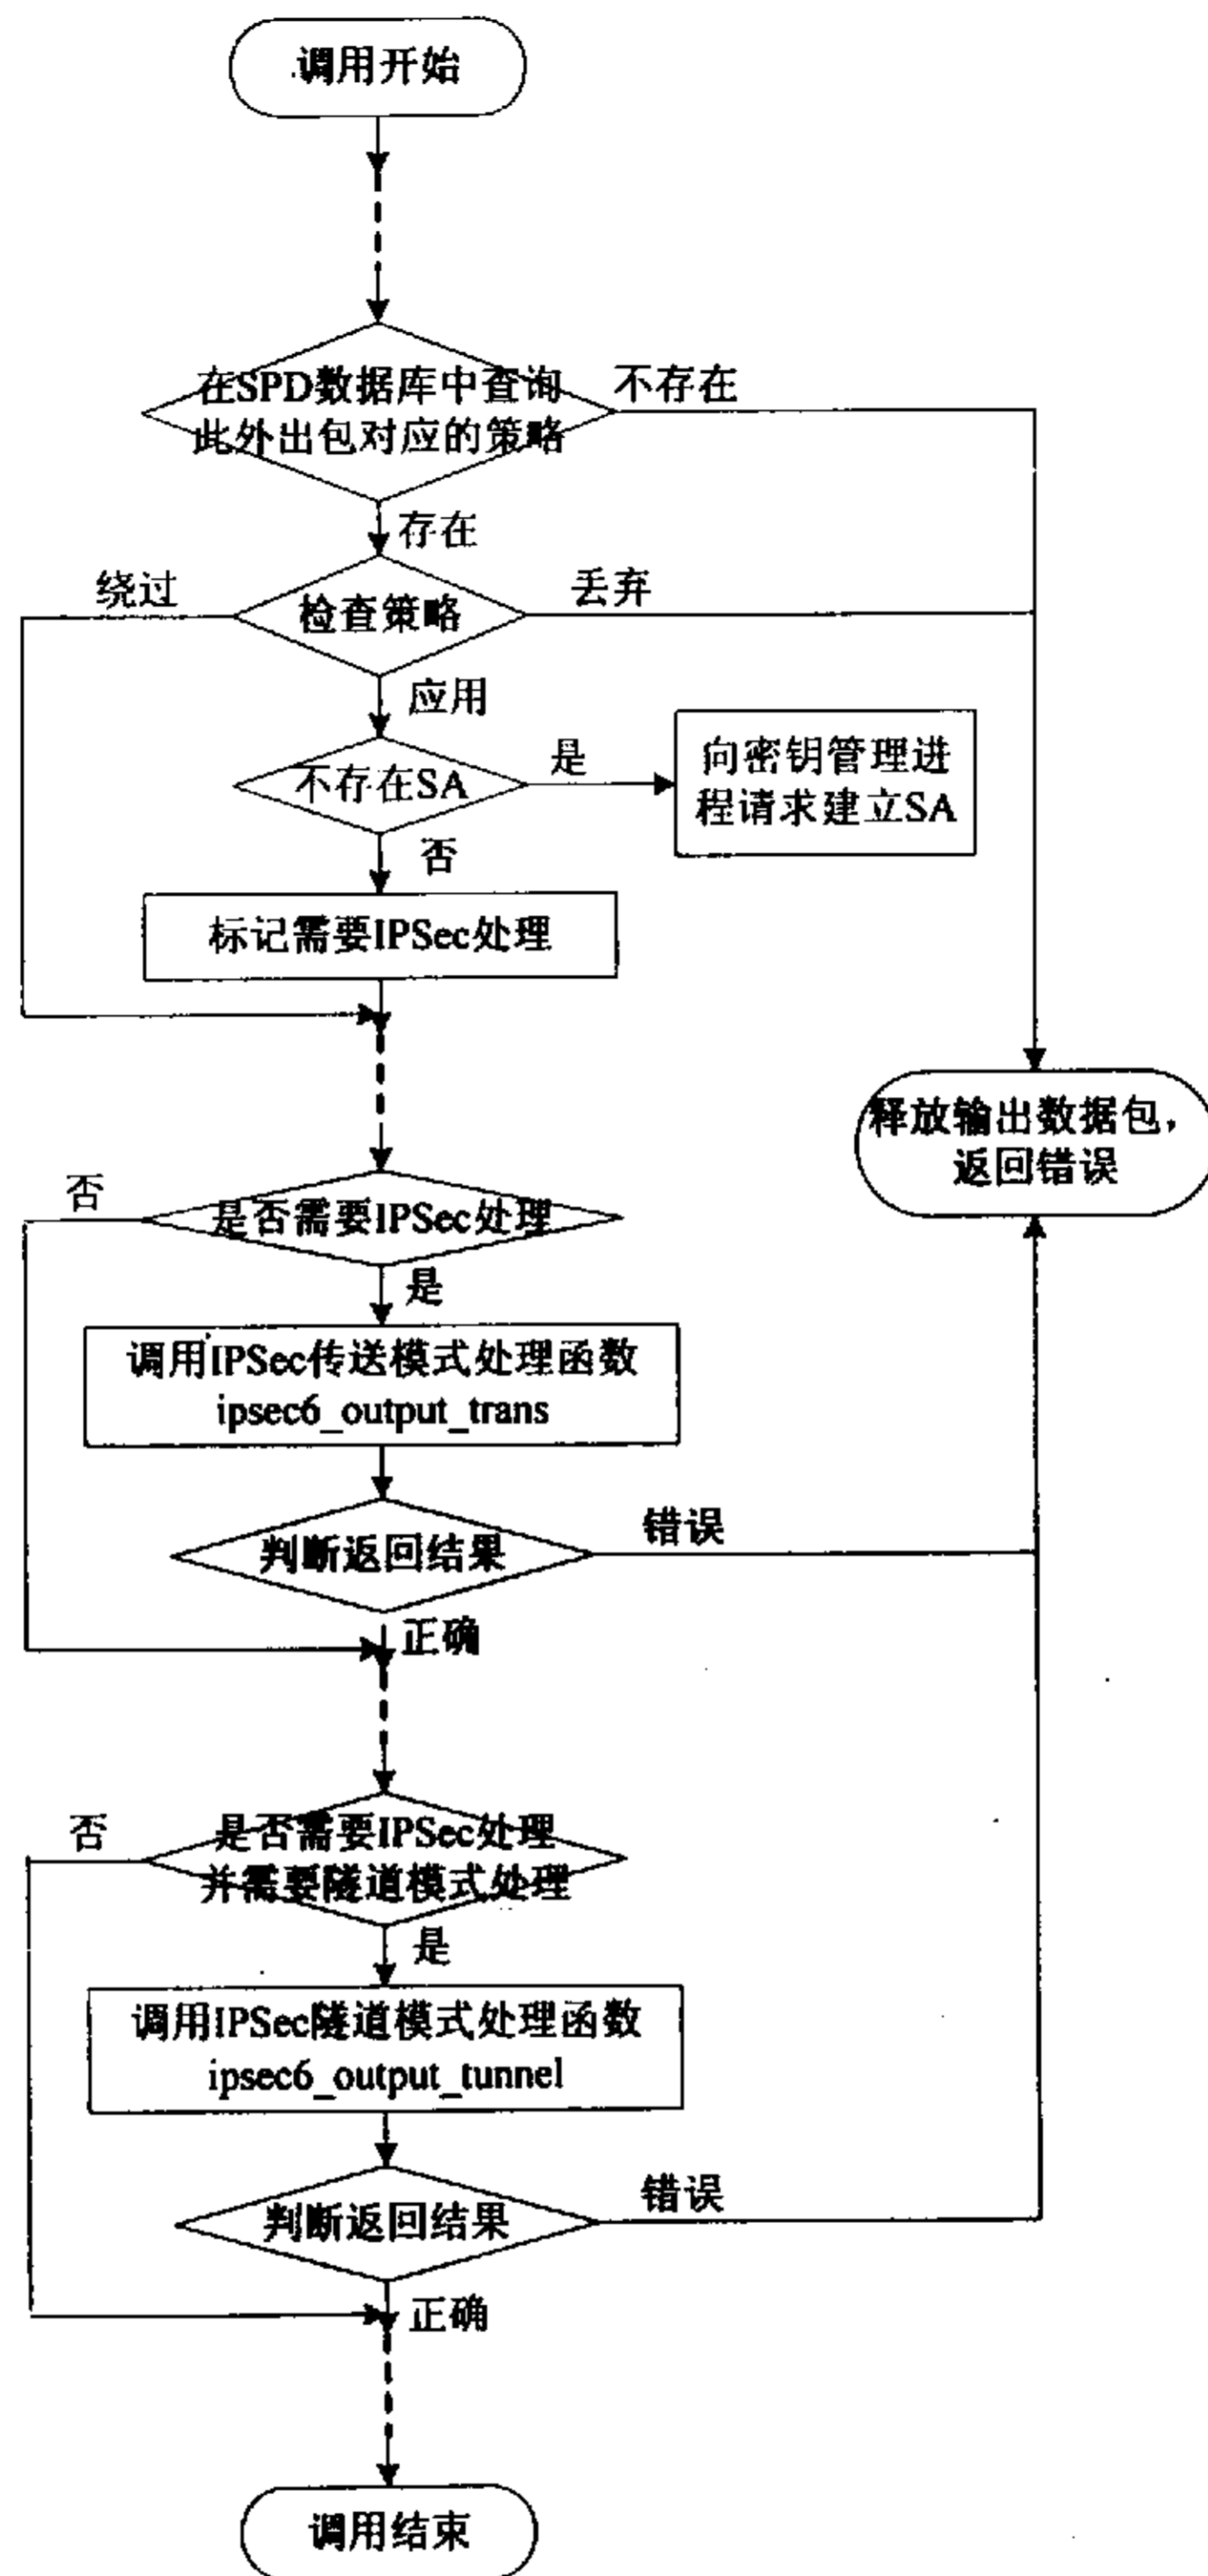 调用开始
在SPD数据库中查询
此外出包对应的策略
不存在
存在
绕过
检查策略
丢弃
应用
不存在SA
是
向密钥管理进
程请求建立SA
否
标记需要IPSec处理
释放输出数据包，
返回错误
否
是否需要IPSec处理
是
调用IPSec传送模式处理函数
ipsec6_output_trans
判断返回结果
错误
正确
否
是否需要IPSec处理
并需要隧道模式处理
是
调用IPSec隧道模式处理函数
ipsec6_output_tunnel
判断返回结果
错误
正确
调用结束